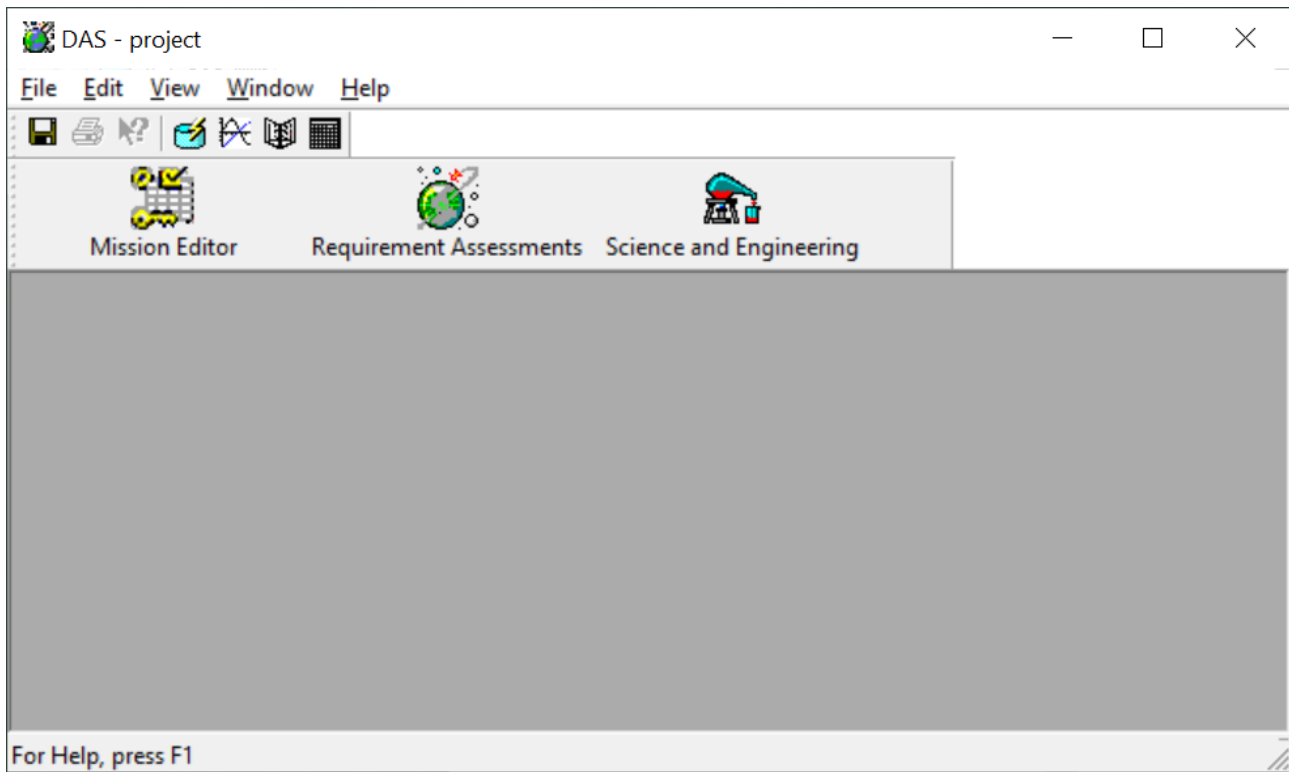 DAS - project
File Edit View Window Help
Mission Editor Requirement Assessments Science and Engineering
For Help, press F1